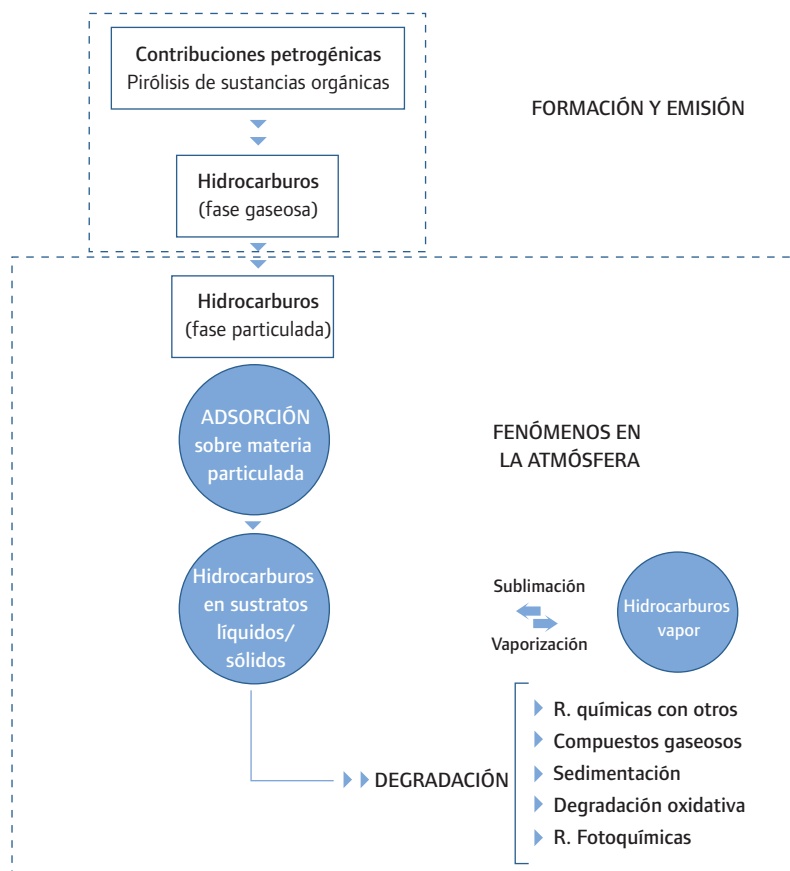 Contribuciones petrogénicas
Pirólisis de sustancias orgánicas
FORMACIÓN Y EMISIÓN
Hidrocarburos
(fase gaseosa)
Hidrocarburos
(fase particulada)
ADSORCIÓN
sobre materia
particulada
FENÓMENOS EN
LA ATMÓSFERA
Hidrocarburos
en sustratos
líquidos/
sólidos
Sublimación
Vaporización
Hidrocarburos
vapor
DEGRADACIÓN
R. químicas con otros
Compuestos gaseosos
Sedimentación
Degradación oxidativa
R. Fotoquímicas